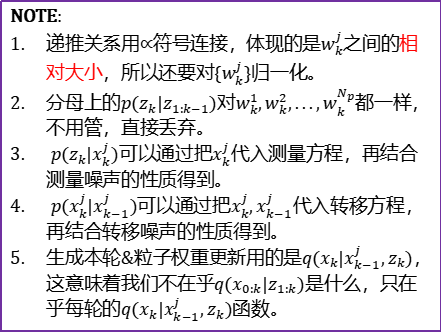 NOTE:
1. 递推关系用∝符号连接，体现的是$w_k^j$之间的相
对大小，所以还要对{$w_k^j$}归一化。
2. 分母上的$p(z_k|z_{1:k-1})$对$w_k^1, w_k^2, \ldots, w_k^{N_p}$都一样，
不用管，直接丢弃。
3. $p(z_k|x_k^j)$可以通过把$x_k^j$代入测量方程，再结合
测量噪声的性质得到。
4. $p(x_k^j|x_{k-1}^j)$可以通过把$x_k^j, x_{k-1}^j$代入转移方程，
再结合转移噪声的性质得到。
5. 生成本轮&粒子权重更新用的是$q(x_k|x_{k-1}^j, z_k)$，
这意味着我们不在乎$q(x_{0:k}|z_{1:k})$是什么，只在
乎每轮的$q(x_k|x_{k-1}^j, z_k)$函数。